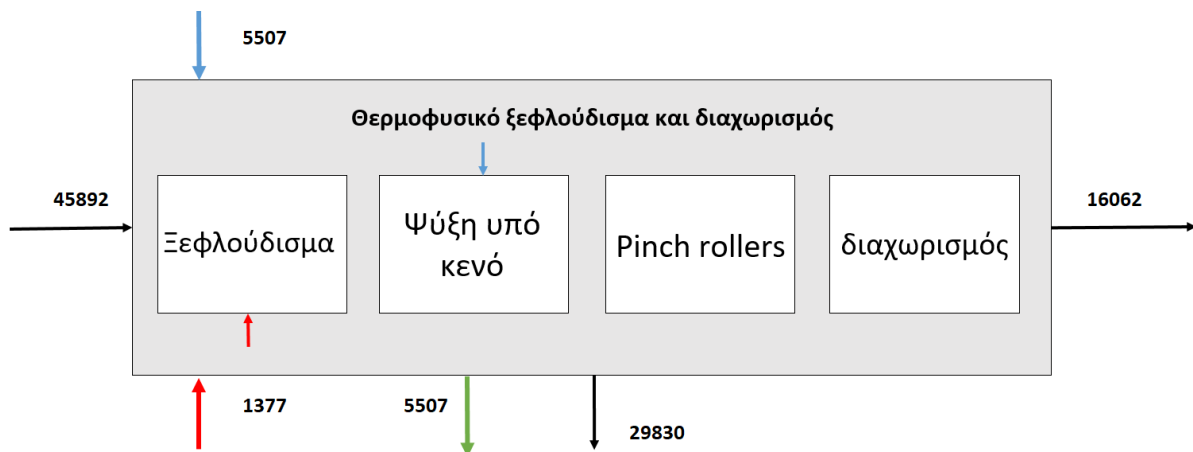 5507
Θερμοφυσικό ξεφλούδισμα και διαχωρισμός
45892
Ξεφλούδισμα
Ψύξη υπό
κενό
Pinch rollers
διαχωρισμός
16062
1377
5507
29830